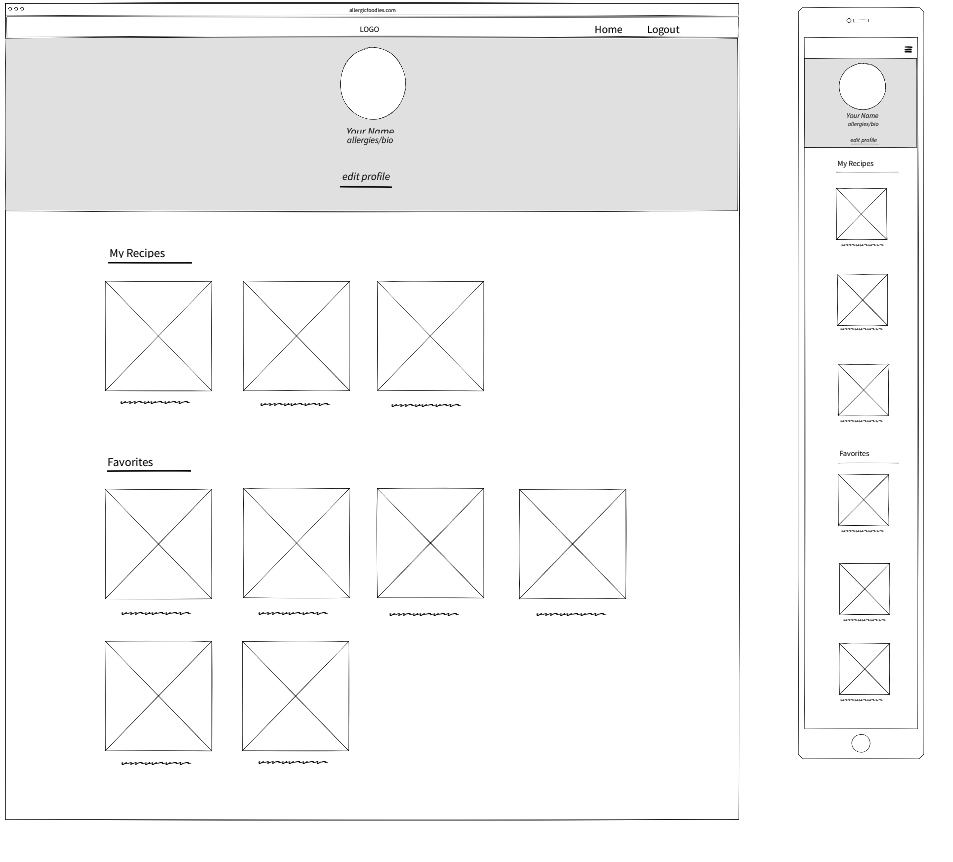 allergicfoodies.com
LOGO
Home Logout
Your Name
allergies/bio
edit profile
My Recipes
Favorites
Your Name
allergies/bio
edit profile
My Recipes
Favorites